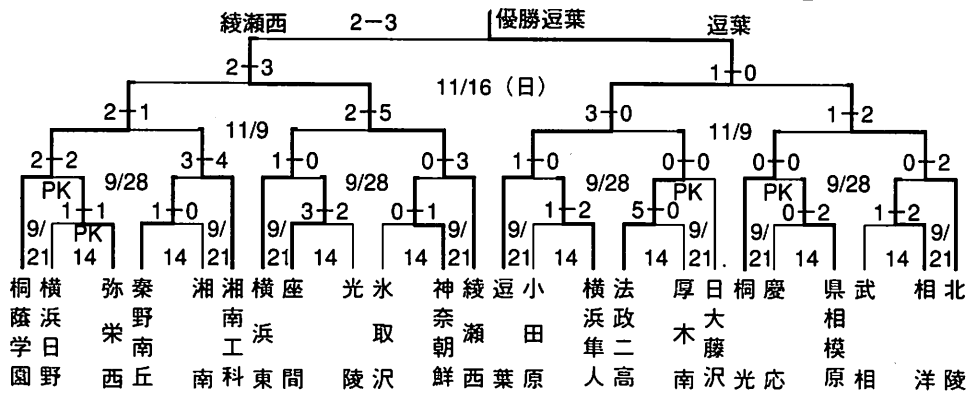 綾瀬西 2−3 優勝逗葉 逗葉
2−3 11/16（日） 1−0
2−1 2−5 3−0 1−2
11/9 11/9
2−2 3−4 1−0 0−3 1−0 0−0 0−0 0−2
PK 9/28 9/28 9/28 PK PK 9/28
1−1 1−0 3−2 0−1 1−2 5−0 0−2 1−2
PK
9/ 9/ 9/ 9/ 9/ 9/
21 14 14 21 21 14 14 21 14 14 21 14 14 21
桐蔭学園
横浜日野
弥栄西
秦野南丘
湘南
湘南工科
横浜東
座間
光陵
氷取沢
神奈朝鮮
綾瀬西
逗葉
小田原
横浜隼人
法政二高
厚木南
日大藤沢
桐光
慶応
県相模原
武相
相洋
北陵